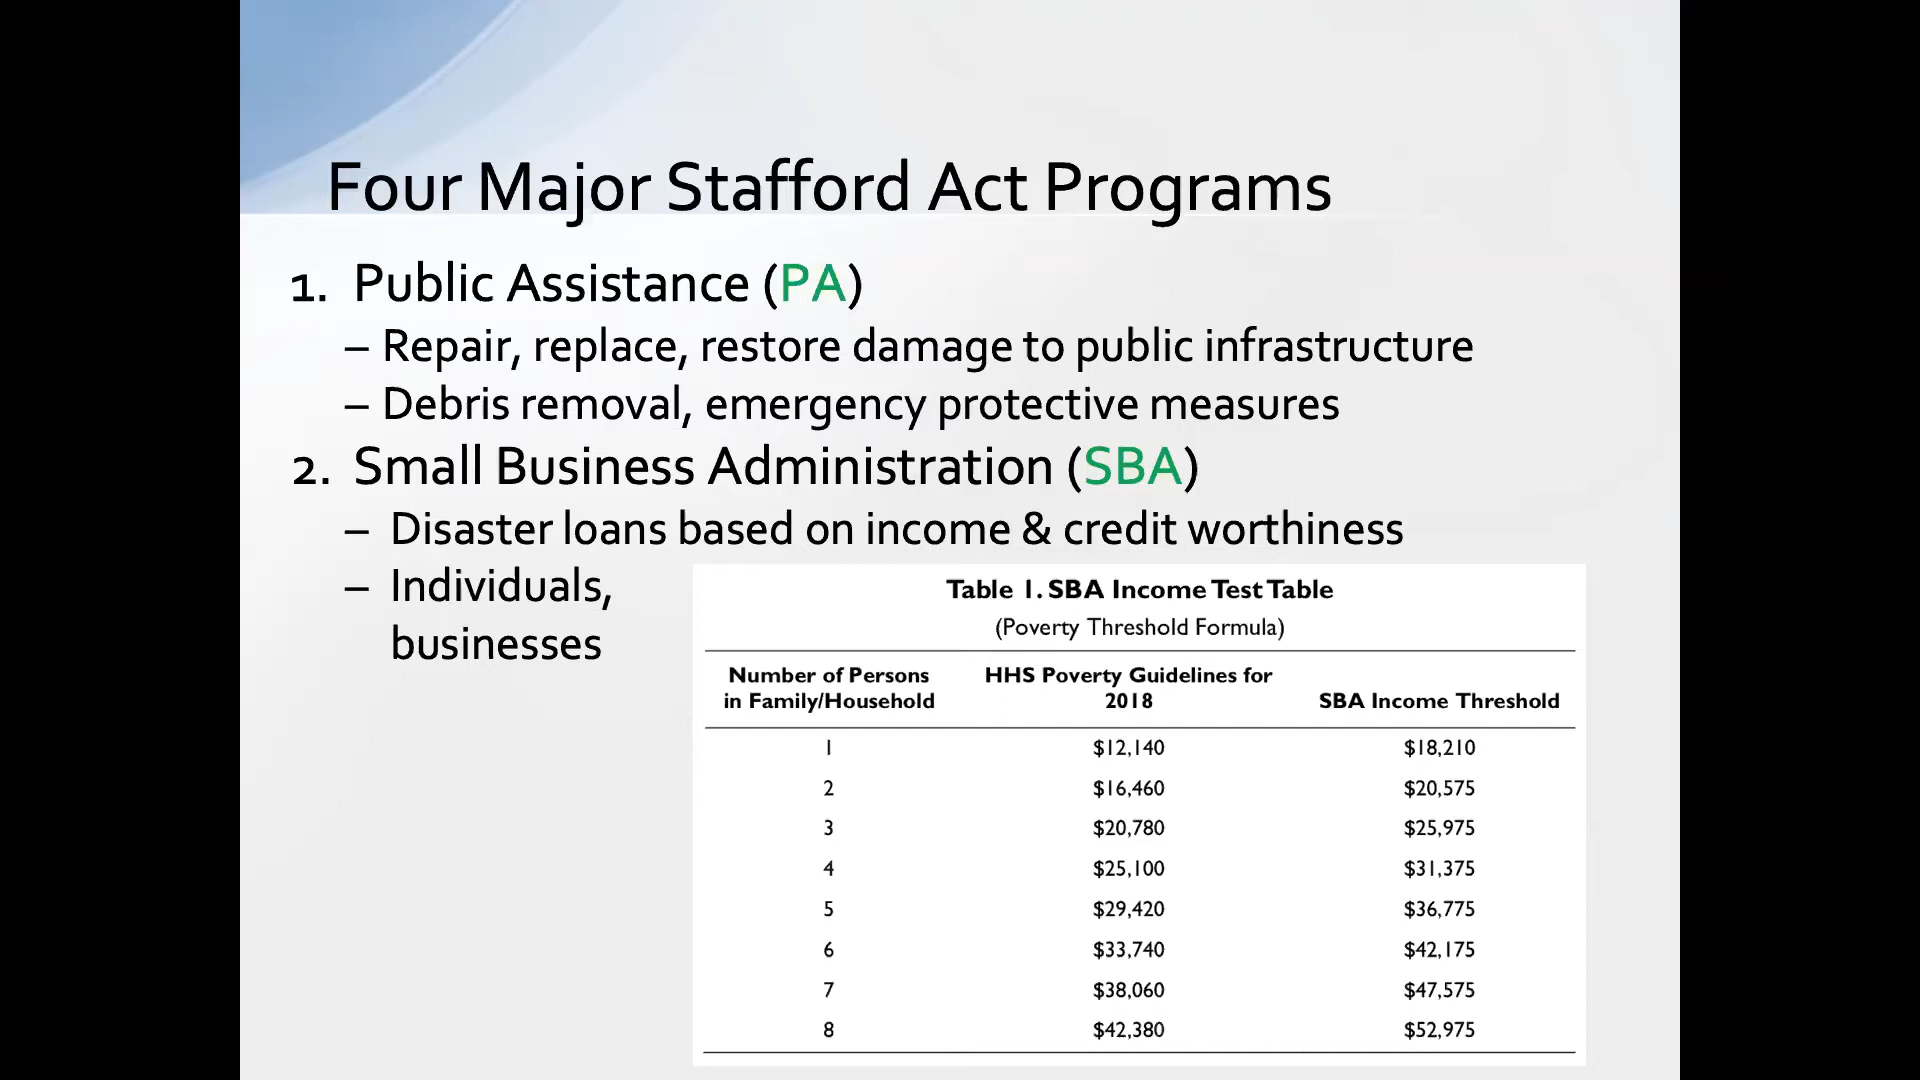 Four Major Stafford Act Programs
1. Public Assistance (PA)
– Repair, replace, restore damage to public infrastructure
– Debris removal, emergency protective measures
2. Small Business Administration (SBA)
– Disaster loans based on income & credit worthiness
– Individuals,
businesses
Table 1. SBA Income Test Table
(Poverty Threshold Formula)
Number of Persons in Family/Household HHS Poverty Guidelines for 2018 SBA Income Threshold
1 $12,140 $18,210
2 $16,460 $20,575
3 $20,780 $25,975
4 $25,100 $31,375
5 $29,420 $36,775
6 $33,740 $42,175
7 $38,060 $47,575
8 $42,380 $52,975